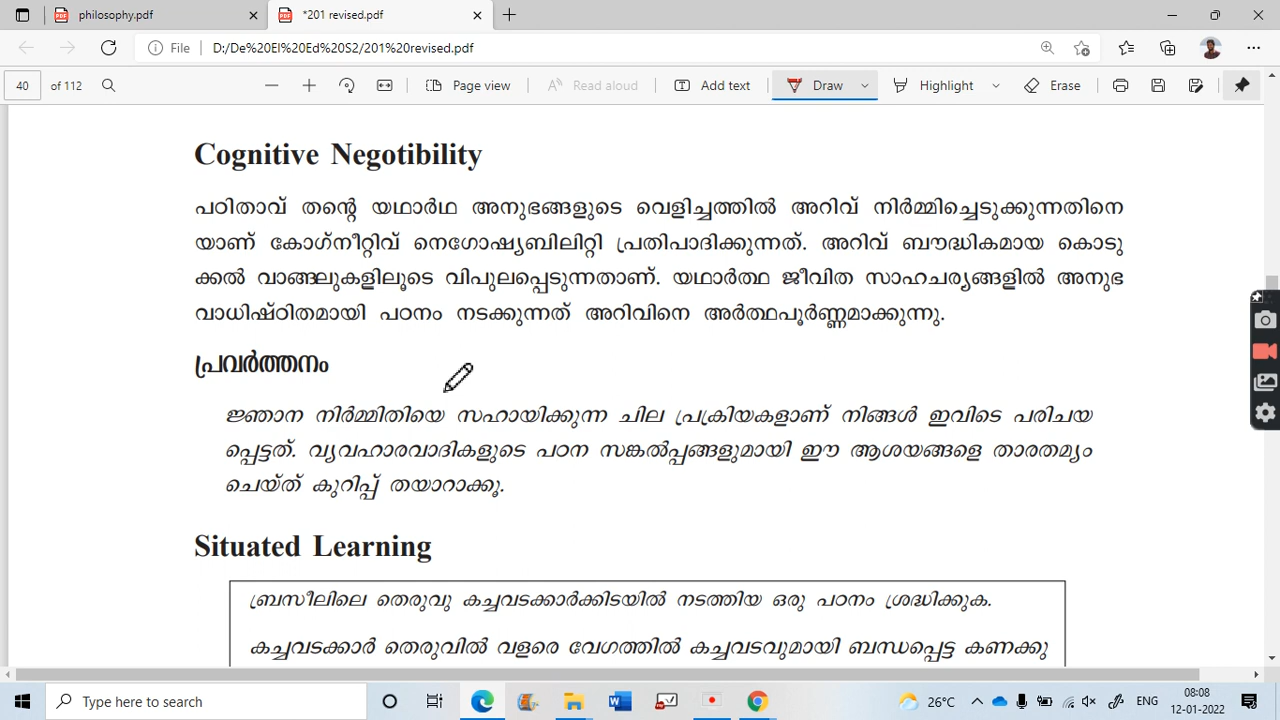 philosophy.pdf
*201 revised.pdf
File D:/De%20El%20Ed%20S2/201%20revised.pdf
40 of 112 Page view Read aloud Add text Draw Highlight Erase
Cognitive Negotibility
പഠിതാവ് തന്റെ യഥാർഥ അനുഭങ്ങളുടെ വെളിച്ചത്തിൽ അറിവ് നിർമ്മിച്ചെടുക്കുന്നതിനെ
യാണ് കോഗ്നീറ്റിവ് നെഗോഷ്യബിലിറ്റി പ്രതിപാദിക്കുന്നത്. അറിവ് ബൗദ്ധികമായ കൊടു
ക്കൽ വാങ്ങലുകളിലൂടെ വിപുലപ്പെടുന്നതാണ്. യഥാർത്ഥ ജീവിത സാഹചര്യങ്ങളിൽ അനുഭ
വാധിഷ്ഠിതമായി പഠനം നടക്കുന്നത് അറിവിനെ അർത്ഥപൂർണ്ണമാക്കുന്നു.
പ്രവർത്തനം
ജ്ഞാന നിർമ്മിതിയെ സഹായിക്കുന്ന ചില പ്രക്രിയകളാണ് നിങ്ങൾ ഇവിടെ പരിചയ
പ്പെട്ടത്. വ്യവഹാരവാദികളുടെ പഠന സങ്കൽപ്പങ്ങളുമായി ഈ ആശയങ്ങളെ താരതമ്യം
ചെയ്ത് കുറിപ്പ് തയാറാക്കൂ.
Situated Learning
ബ്രസീലിലെ തെരുവു കച്ചവടക്കാർക്കിടയിൽ നടത്തിയ ഒരു പഠനം ശ്രദ്ധിക്കുക.
കച്ചവടക്കാർ തെരുവിൽ വളരെ വേഗത്തിൽ കച്ചവടവുമായി ബന്ധപ്പെട്ട കണക്കു
Type here to search
26°C ENG 08:08
12-01-2022